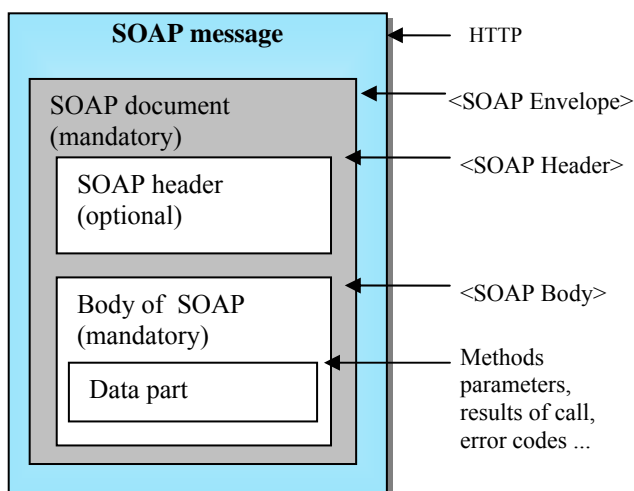 SOAP message
HTTP
SOAP document
(mandatory)
<SOAP Envelope>
SOAP header
(optional)
<SOAP Header>
Body of SOAP
(mandatory)
<SOAP Body>
Data part
Methods
parameters,
results of call,
error codes ...